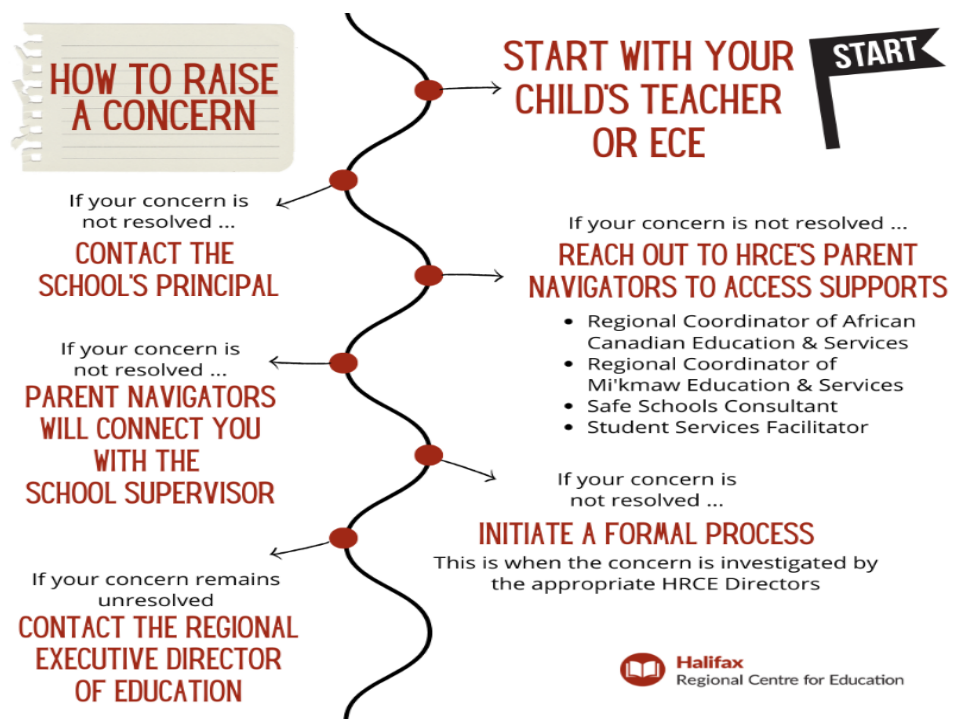 HOW TO RAISE
A CONCERN
START WITH YOUR
CHILD'S TEACHER
OR ECE
START
If your concern is
not resolved ...
CONTACT THE
SCHOOL'S PRINCIPAL
If your concern is not resolved ...
REACH OUT TO HRCE'S PARENT
NAVIGATORS TO ACCESS SUPPORTS
• Regional Coordinator of African
Canadian Education & Services
• Regional Coordinator of
Mi'kmaw Education & Services
• Safe Schools Consultant
• Student Services Facilitator
If your concern is
not resolved ...
PARENT NAVIGATORS
WILL CONNECT YOU
WITH THE
SCHOOL SUPERVISOR
If your concern is
not resolved ...
INITIATE A FORMAL PROCESS
This is when the concern is investigated by
the appropriate HRCE Directors
If your concern remains
unresolved
CONTACT THE REGIONAL
EXECUTIVE DIRECTOR
OF EDUCATION
Halifax
Regional Centre for Education